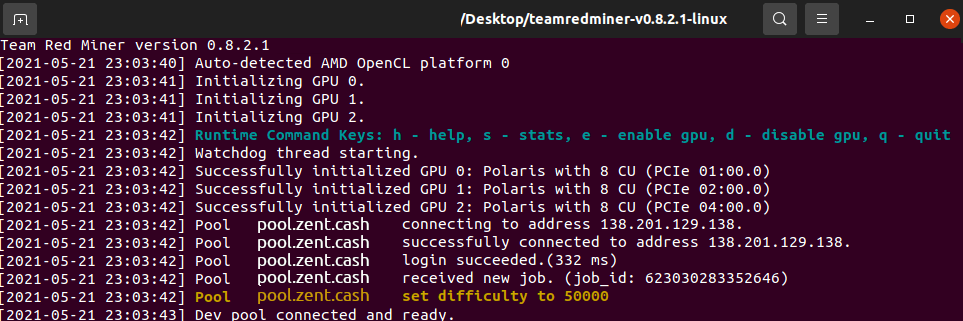 /Desktop/teamredminer-v0.8.2.1-linux
Team Red Miner version 0.8.2.1
[2021-05-21 23:03:40] Auto-detected AMD OpenCL platform 0
[2021-05-21 23:03:41] Initializing GPU 0.
[2021-05-21 23:03:41] Initializing GPU 1.
[2021-05-21 23:03:41] Initializing GPU 2.
[2021-05-21 23:03:42] Runtime Command Keys: h - help, s - stats, e - enable gpu, d - disable gpu, q - quit
[2021-05-21 23:03:42] Watchdog thread starting.
[2021-05-21 23:03:42] Successfully initialized GPU 0: Polaris with 8 CU (PCIe 01:00.0)
[2021-05-21 23:03:42] Successfully initialized GPU 1: Polaris with 8 CU (PCIe 02:00.0)
[2021-05-21 23:03:42] Successfully initialized GPU 2: Polaris with 8 CU (PCIe 04:00.0)
[2021-05-21 23:03:42] Pool pool.zent.cash connecting to address 138.201.129.138.
[2021-05-21 23:03:42] Pool pool.zent.cash successfully connected to address 138.201.129.138.
[2021-05-21 23:03:42] Pool pool.zent.cash login succeeded.(332 ms)
[2021-05-21 23:03:42] Pool pool.zent.cash received new job. (job_id: 623030283352646)
[2021-05-21 23:03:42] Pool pool.zent.cash set difficulty to 50000
[2021-05-21 23:03:43] Dev pool connected and ready.